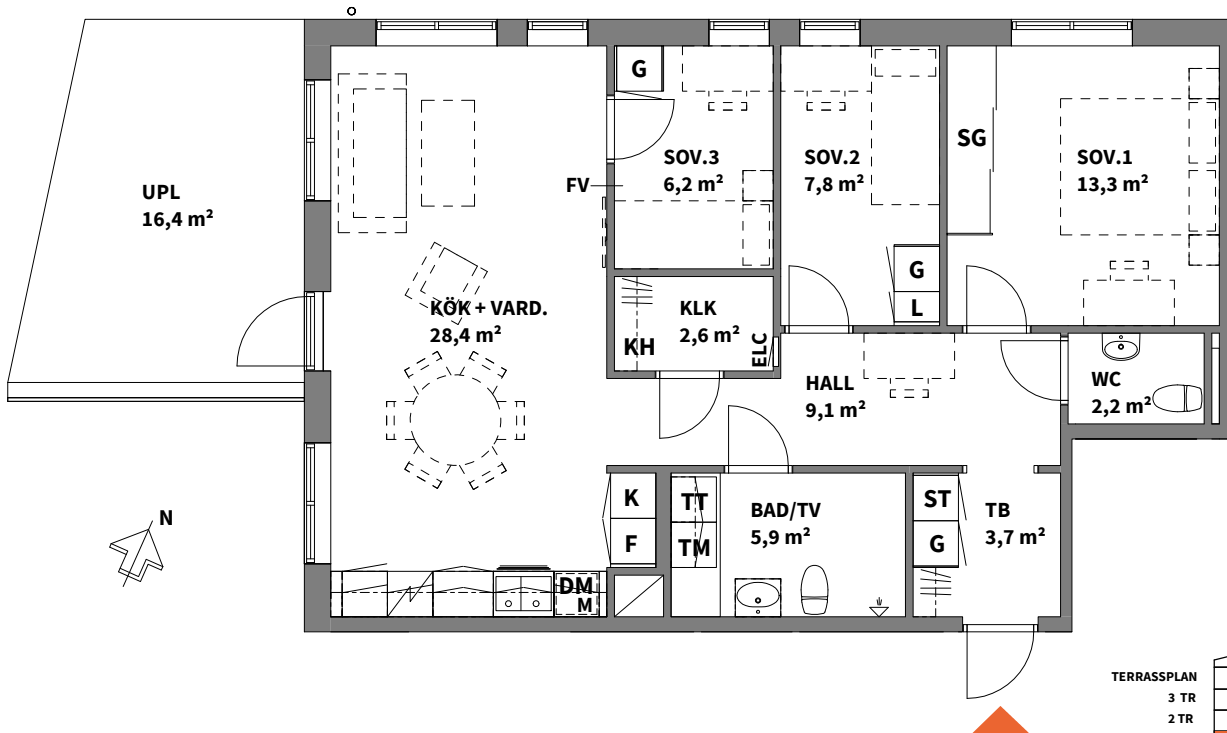 G
SOV.3
6,2 m²
SOV.2
7,8 m²
SG
SOV.1
13,3 m²
UPL
16,4 m²
FV
G
L
KÖK + VARD.
28,4 m²
KLK
2,6 m²
KH
ELC
HALL
9,1 m²
WC
2,2 m²
K
F
TT
TM
BAD/TV
5,9 m²
ST
G
TB
3,7 m²
N
DM
M
TERRASSPLAN
3 TR
2 TR